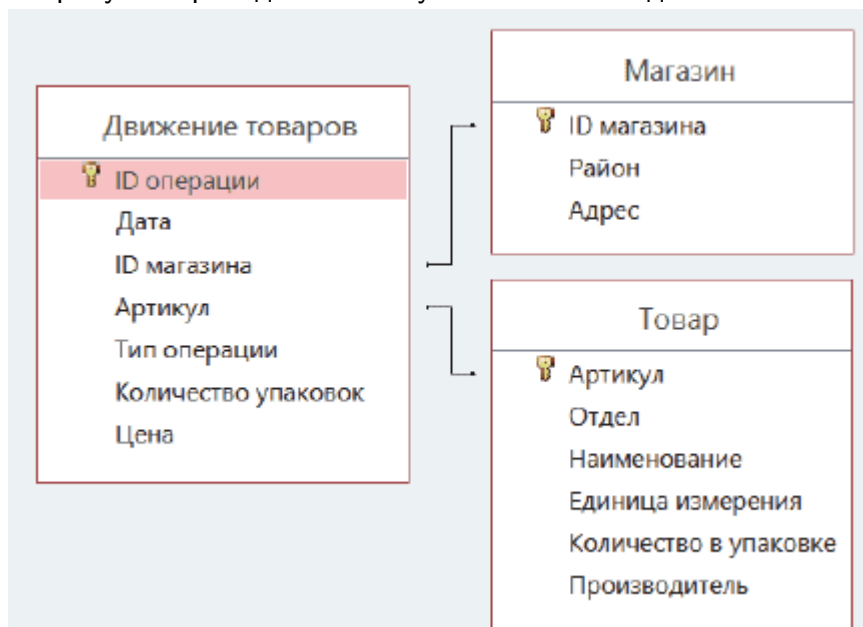 Движение товаров
ID операции
Дата
ID магазина
Артикул
Тип операции
Количество упаковок
Цена
Магазин
ID магазина
Район
Адрес
Товар
Артикул
Отдел
Наименование
Единица измерения
Количество в упаковке
Производитель